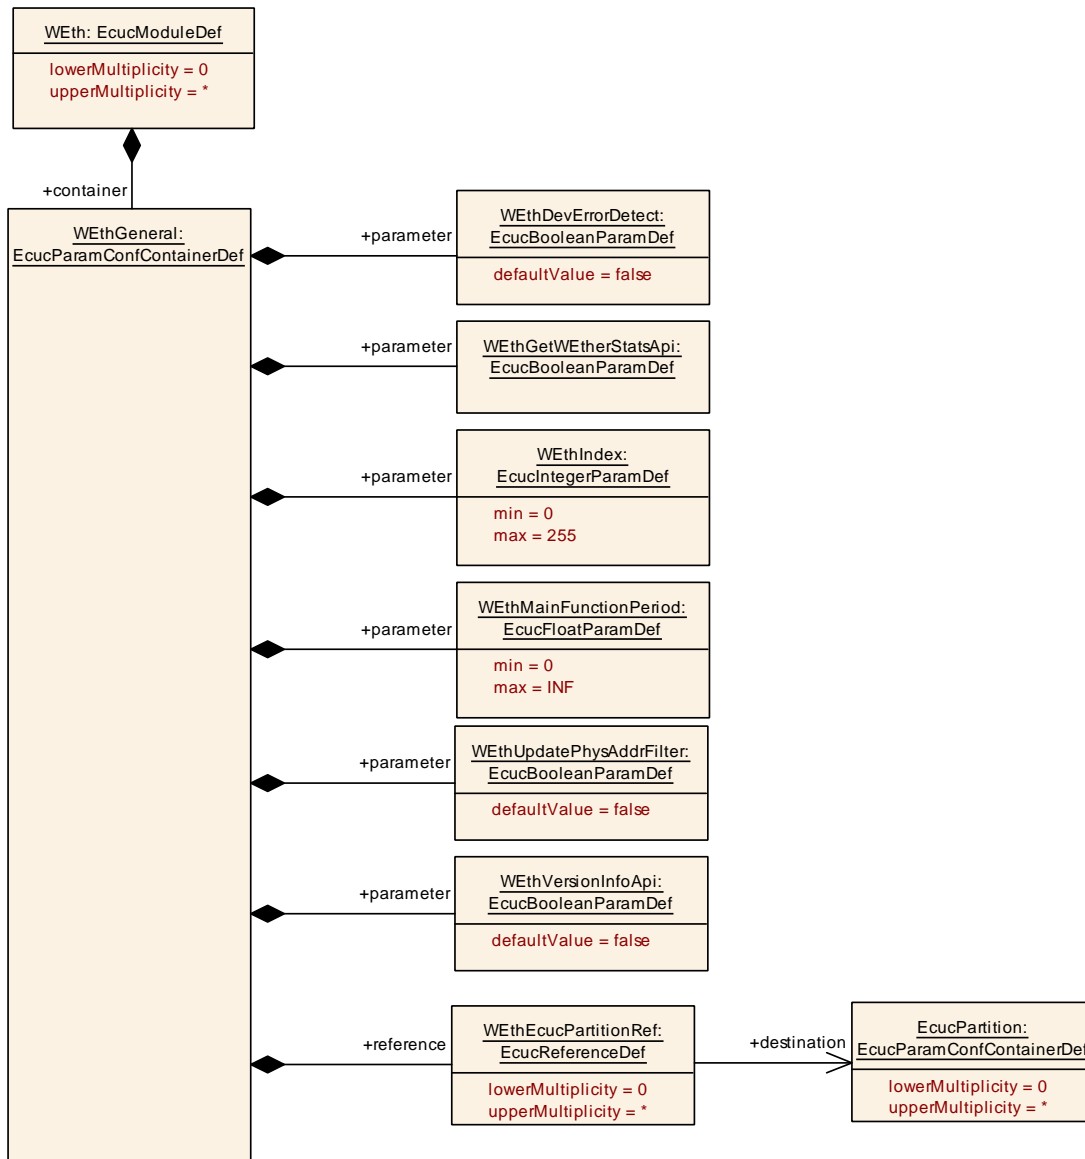 WEth: EcucModuleDef
lowerMultiplicity = 0
upperMultiplicity = *
+container
WEthGeneral:
EcucParamConfContainerDef
+parameter
WEthDevErrorDetect:
EcucBooleanParamDef
defaultValue = false
+parameter
WEthGetWEtherStatsApi:
EcucBooleanParamDef
+parameter
WEthIndex:
EcucIntegerParamDef
min = 0
max = 255
+parameter
WEthMainFunctionPeriod:
EcucFloatParamDef
min = 0
max = INF
+parameter
WEthUpdatePhysAddrFilter:
EcucBooleanParamDef
defaultValue = false
+parameter
WEthVersionInfoApi:
EcucBooleanParamDef
defaultValue = false
+reference
WEthEcucPartitionRef:
EcucReferenceDef
lowerMultiplicity = 0
upperMultiplicity = *
+destination
EcucPartition:
EcucParamConfContainerDef
lowerMultiplicity = 0
upperMultiplicity = *